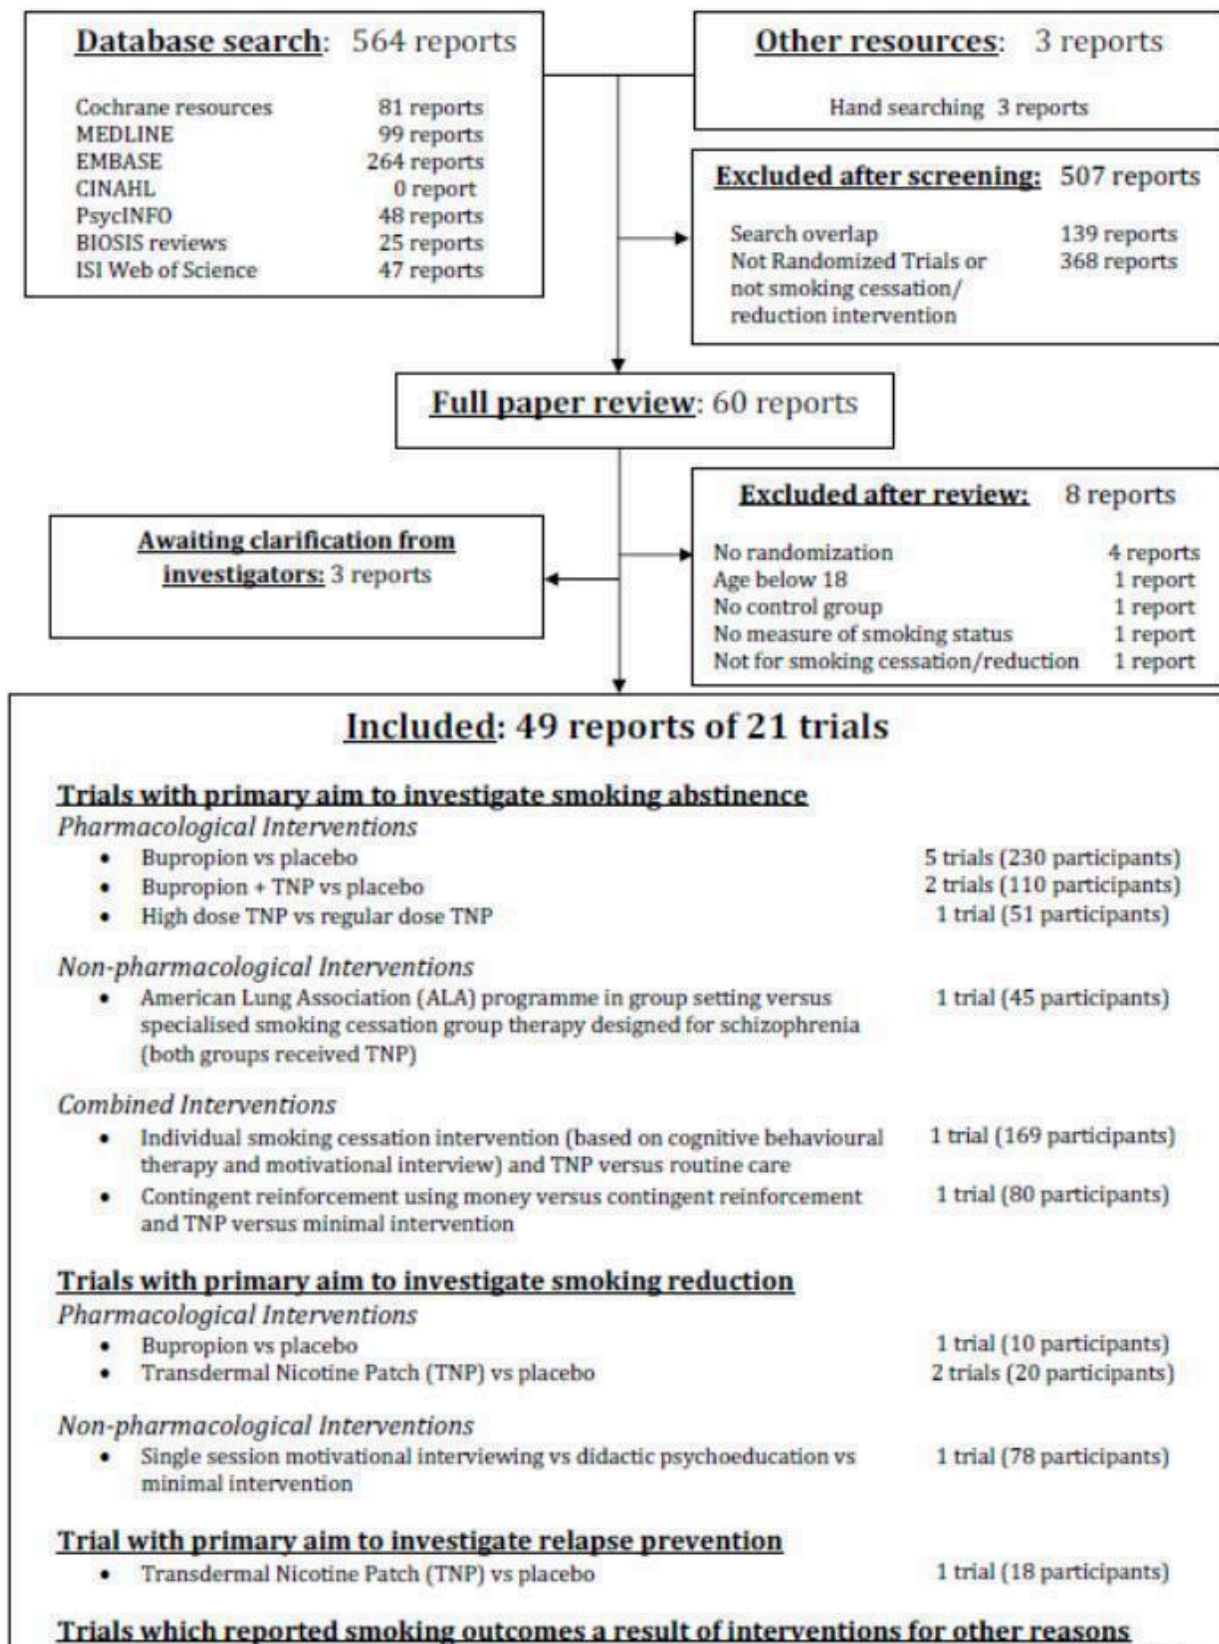 Database search: 564 reports
Cochrane resources 81 reports
MEDLINE 99 reports
EMBASE 264 reports
CINAHL 0 report
PsycINFO 48 reports
BIOSIS reviews 25 reports
ISI Web of Science 47 reports
Other resources: 3 reports
Hand searching 3 reports
Excluded after screening: 507 reports
Search overlap 139 reports
Not Randomized Trials or 368 reports
not smoking cessation/
reduction intervention
Full paper review: 60 reports
Excluded after review: 8 reports
No randomization 4 reports
Age below 18 1 report
No control group 1 report
No measure of smoking status 1 report
Not for smoking cessation/reduction 1 report
Awaiting clarification from
investigators: 3 reports
Included: 49 reports of 21 trials
Trials with primary aim to investigate smoking abstinence
Pharmacological Interventions
• Bupropion vs placebo 5 trials (230 participants)
• Bupropion + TNP vs placebo 2 trials (110 participants)
• High dose TNP vs regular dose TNP 1 trial (51 participants)
Non-pharmacological Interventions
• American Lung Association (ALA) programme in group setting versus 1 trial (45 participants)
specialised smoking cessation group therapy designed for schizophrenia
(both groups received TNP)
Combined Interventions
• Individual smoking cessation intervention (based on cognitive behavioural 1 trial (169 participants)
therapy and motivational interview) and TNP versus routine care
• Contingent reinforcement using money versus contingent reinforcement 1 trial (80 participants)
and TNP versus minimal intervention
Trials with primary aim to investigate smoking reduction
Pharmacological Interventions
• Bupropion vs placebo 1 trial (10 participants)
• Transdermal Nicotine Patch (TNP) vs placebo 2 trials (20 participants)
Non-pharmacological Interventions
• Single session motivational interviewing vs didactic psychoeducation vs 1 trial (78 participants)
minimal intervention
Trial with primary aim to investigate relapse prevention
• Transdermal Nicotine Patch (TNP) vs placebo 1 trial (18 participants)
Trials which reported smoking outcomes a result of interventions for other reasons